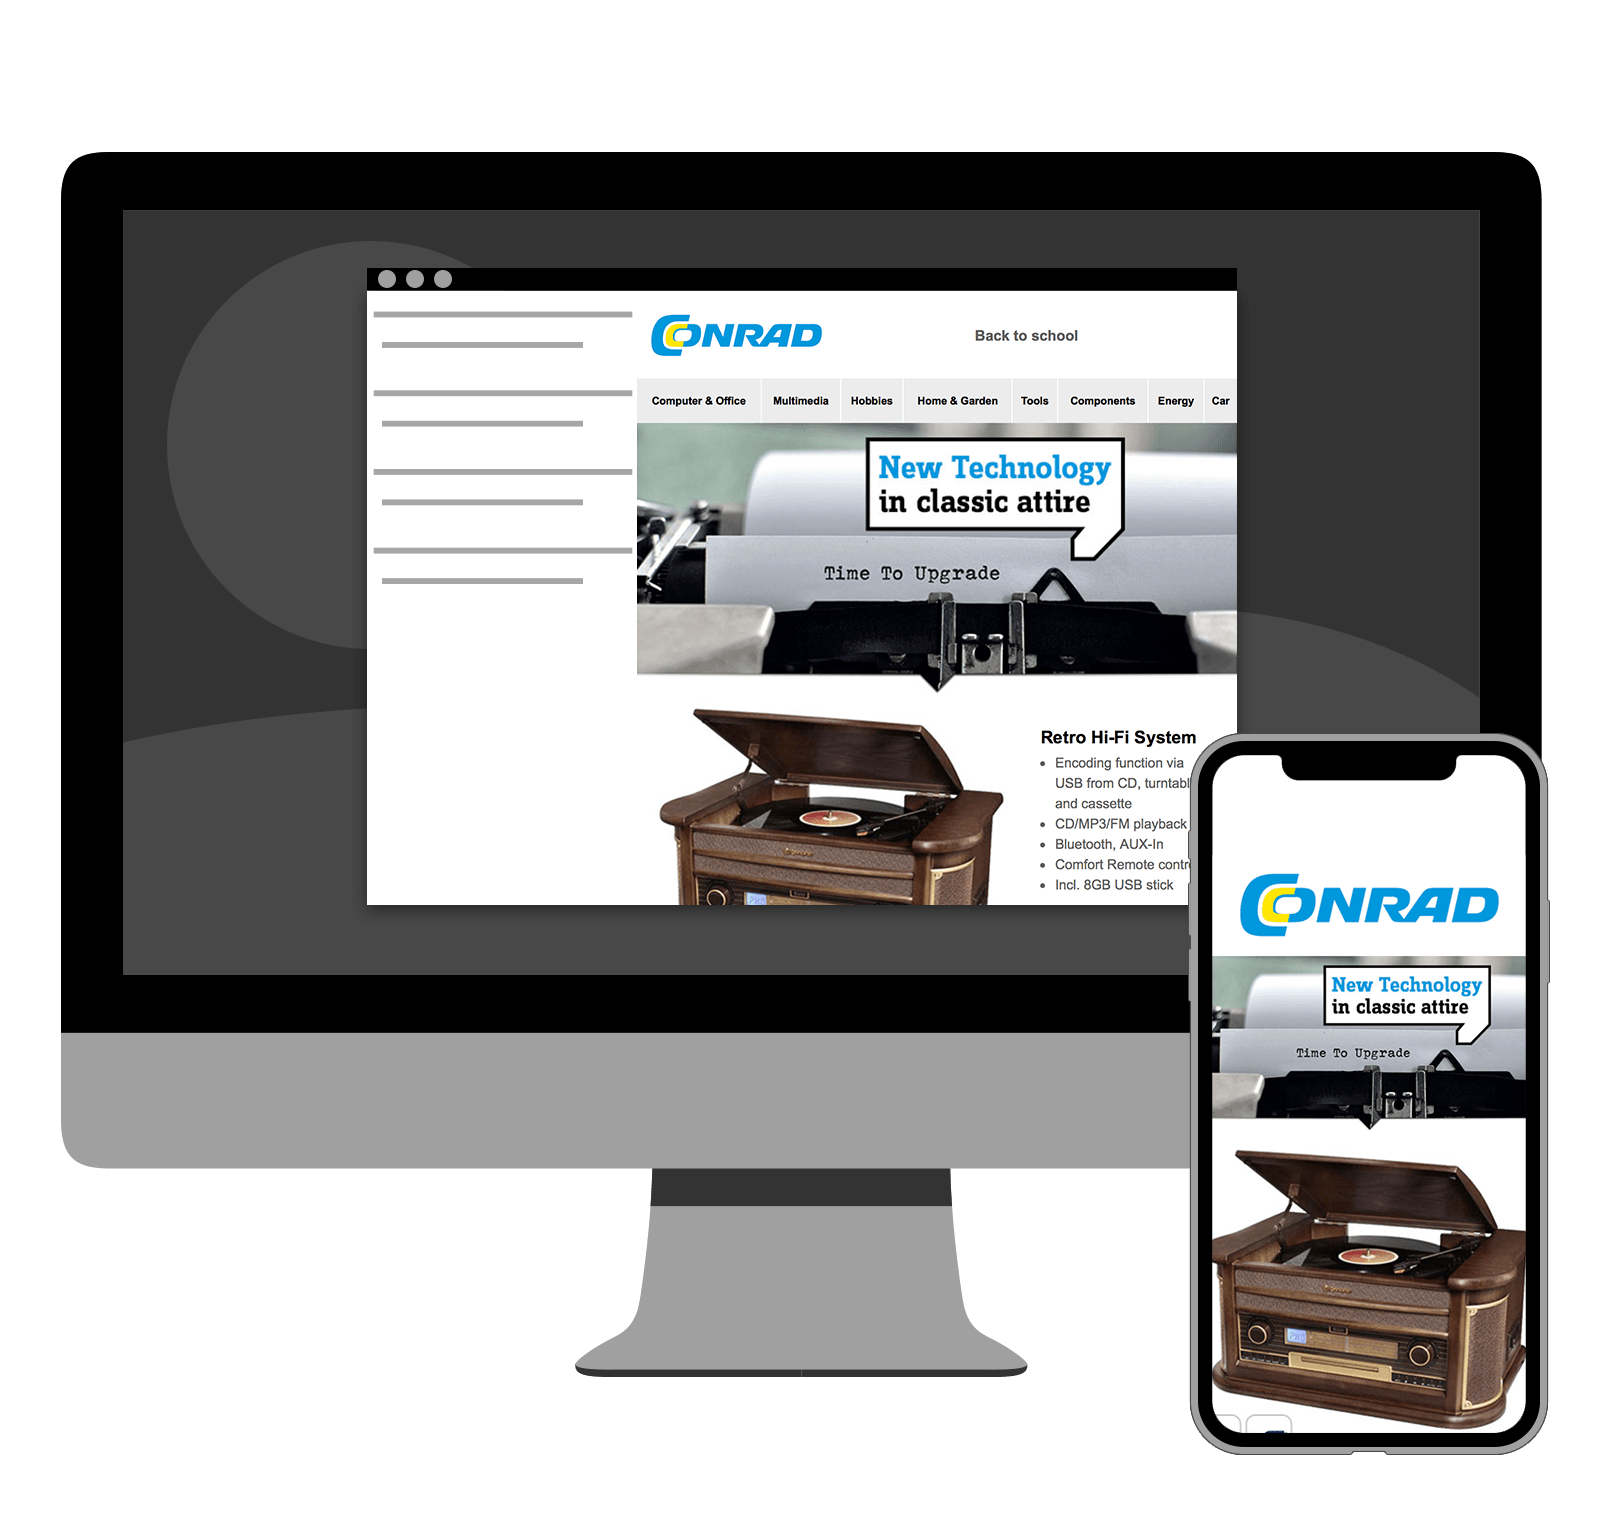 CONRAD
Back to school
Computer & Office Multimedia Hobbies Home & Garden Tools Components Energy Car
New Technology
in classic attire
Time To Upgrade
Retro Hi-Fi System
• Encoding function via
USB from CD, turntabl
and cassette
• CD/MP3/FM playback
• Bluetooth, AUX-In
• Comfort Remote contr
• Incl. 8GB USB stick
CONRAD
New Technology
in classic attire
Time To Upgrade